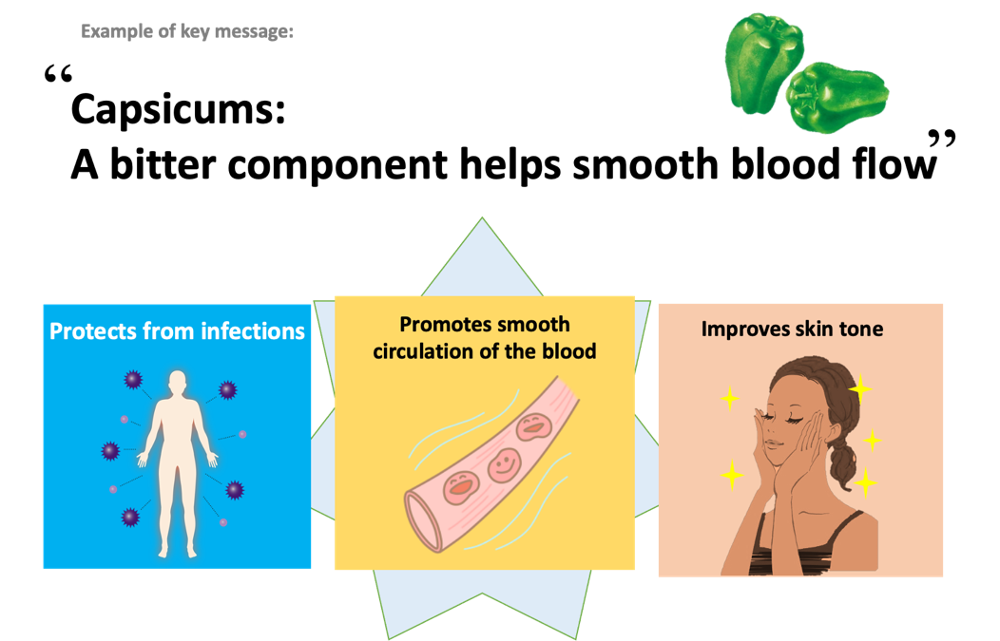 Example of key message:
“
Capsicums:
A bitter component helps smooth blood flow”
Protects from infections
Promotes smooth
circulation of the blood
Improves skin tone